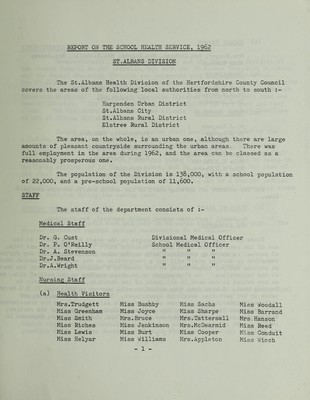 REPORT ON THE SCHOOL HEALTH SERVICE, 1962
ST.ALBANS DIVISION
The St.Albans Health Division of the Hertfordshire County Council
covers the areas of the following local authorities from north to south :-
Harpenden Urban District
St.Albans City
St.Albans Rural District
Elstree Rural District
The area, on the whole, is an urban one, although there are large
amounts of pleasant countryside surrounding the urban areas. There was
full employment in the area during 1962, and the area can be classed as a
reasonably prosperous one.
The population of the Division is 138,000, with a school population
of 22,000, and a pre-school population of 11,600.
STAFF
The staff of the department consists of :-
Medical Staff
Dr. G. Cust Divisional Medical Officer
Dr. P. O'Reilly School Medical Officer
Dr. A. Stevenson " " "
Dr.J.Beard " " "
Dr.A.Wright " " "
Nursing Staff
(a) Health Visitors
Mrs.Trudgett Miss Bushby Miss Sachs Miss Woodall
Miss Greenham Miss Joyce Miss Sharpe Miss Barrand
Miss Smith Mrs.Bruce Mrs.Tattersall Mrs.Hanson
Miss Riches Miss Jenkinson Mrs.McDearmid Miss Reed
Miss Lewis Miss Burt Miss Cooper Miss Conduit
Miss Helyar Miss Williams Mrs.Appleton Miss
- 1 -